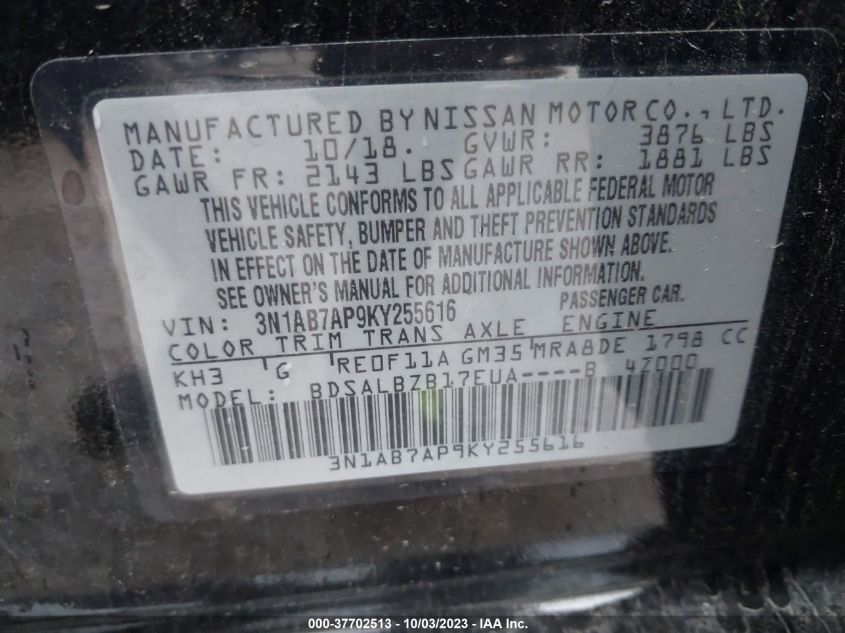 MANUFACTURED BY NISSAN MOTOR CO., LTD.
DATE: 10/18. GVWR: 3876 LBS
GAWR FR: 2143 LBS GAWR RR: 1881 LBS
THIS VEHICLE CONFORMS TO ALL APPLICABLE FEDERAL MOTOR
VEHICLE SAFETY, BUMPER AND THEFT PREVENTION STANDARDS
IN EFFECT ON THE DATE OF MANUFACTURE SHOWN ABOVE.
SEE OWNER'S MANUAL FOR ADDITIONAL INFORMATION.
VIN: 3N1AB7AP9KY255616 PASSENGER CAR.
COLOR TRIM TRANS AXLE ENGINE
KH3 G RE0F11A GM35 MRA8DE 1798 CC
MODEL: BDSALBZB17EUA----B 4Z000
3N1AB7AP9KY255616
000-37702513 - 10/03/2023 - © IAA Inc.